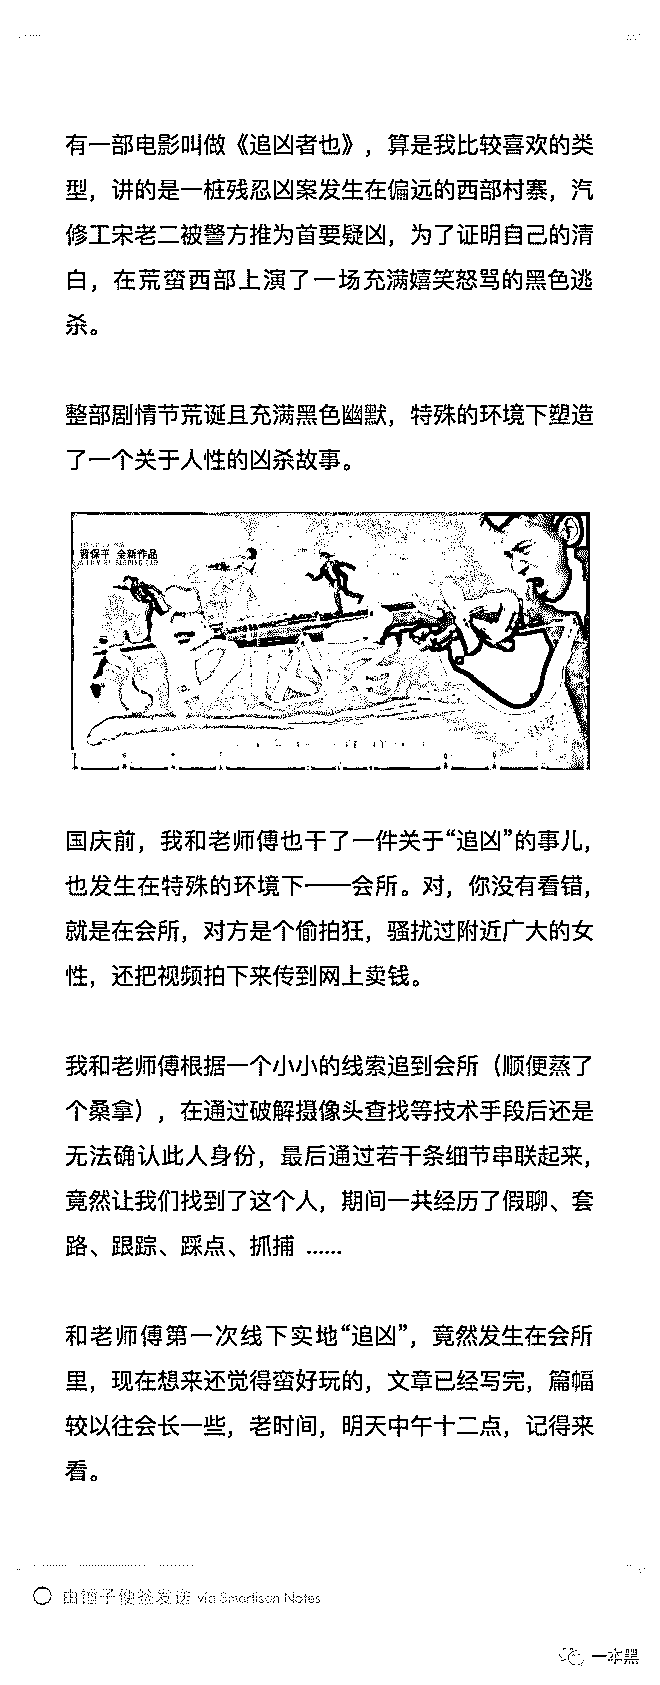 有一部电影叫做《追凶者也》，算是我比较喜欢的类
型，讲的是一桩残忍凶案发生在偏远的西部村寨，汽
修工宋老二被警方推为首要疑凶，为了证明自己的清
白，在荒蛮西部上演了一场充满嬉笑怒骂的黑色逃
杀。
整部剧情节荒诞且充满黑色幽默，特殊的环境下塑造
了一个关于人性的凶杀故事。
曹保平 全新作品
国庆前，我和老师傅也干了一件关于“追凶”的事儿，
也发生在特殊的环境下——会所。对，你没有看错，
就是在会所，对方是个偷拍狂，骚扰过附近广大的女
性，还把视频拍下来传到网上卖钱。
我和老师傅根据一个小小的线索追到会所（顺便蒸了
个桑拿），在通过破解摄像头查找等技术手段后还是
无法确认此人身份，最后通过若干条细节串联起来，
竟然让我们找到了这个人，期间一共经历了假聊、套
路、跟踪、踩点、抓捕 ......
和老师傅第一次线下实地“追凶”，竟然发生在会所
里，现在想来还觉得蛮好玩的，文章已经写完，篇幅
较以往会长一些，老时间，明天中午十二点，记得来
看。
由锤子便签发送 via Smartisan Notes
一本黑